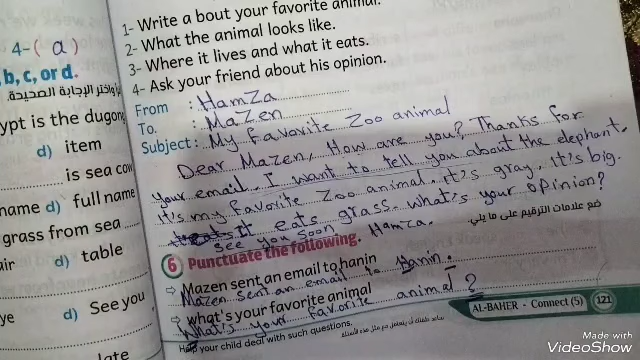 1- Write a bout your favorite animal.
2- What the animal looks like.
3- Where it lives and what it eats.
4- Ask your friend about his opinion.
From : Hamza
To. : Mazen
Subject: My favorite Zoo animal
Dear Mazen, How are you? Thanks for
your email. I want to tell you about the elephant.
It's my favorite Zoo animal. it's gray. It's big.
It eats grass. what's your opinion?
see you soon
Hamza.
ضع علامات الترقيم على ما يلي
6 Punctuate the following.
Mazen sent an email to hanin
Mazen sent an email to Hanin.
what's your favorite animal
What's your favorite animal?
Help your child deal with such questions.
AL-BAHER - Connect (5) 121
4- ( a )
b, c, or d.
الإجابة الصحيحة
ypt is the dugong
d) item
is sea cow
name d) full name
grass from sea
air d) table
ye d) See you
late
Made with
VideoShow